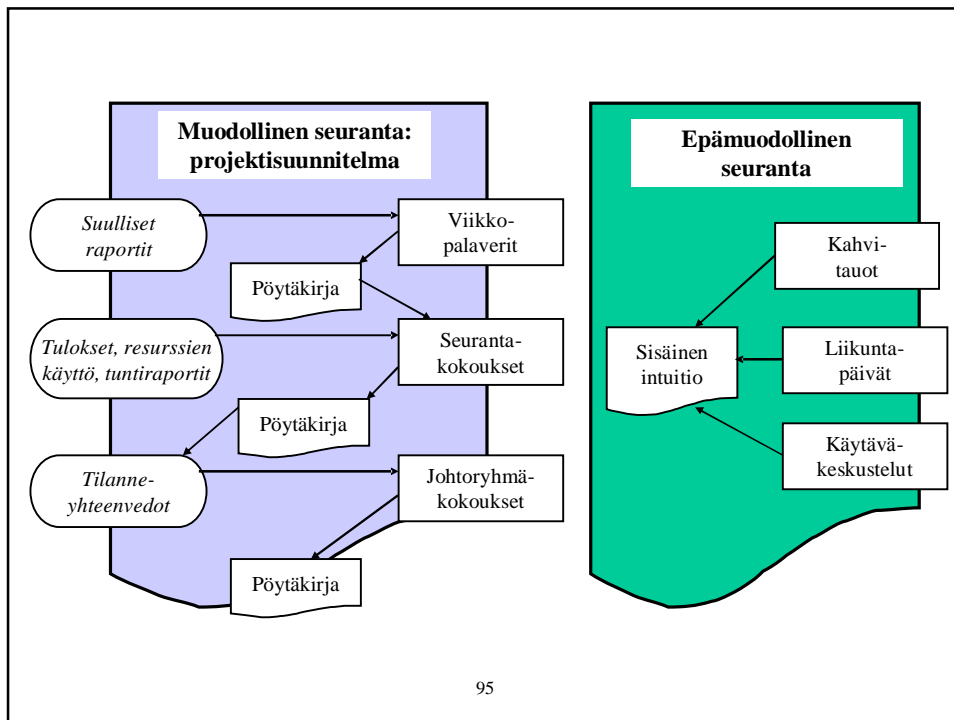 Muodollinen seuranta:
projektisuunnitelma
Suulliset
raportit
Viikko-
palaverit
Pöytäkirja
Tulokset, resurssien
käyttö, tuntiraportit
Seuranta-
kokoukset
Pöytäkirja
Tilanne-
yhteenvedot
Johtoryhmä-
kokoukset
Pöytäkirja
Epämuodollinen
seuranta
Kahvi-
tauot
Sisäinen
intuitio
Liikunta-
päivät
Käytävä-
keskustelut
95